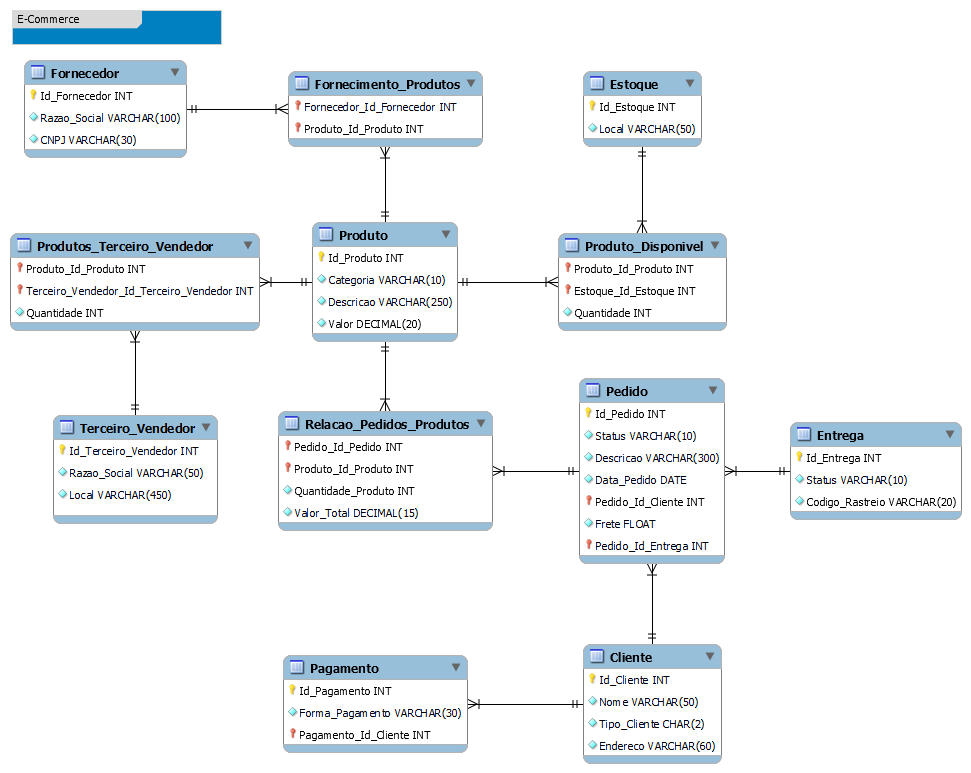 E-Commerce
Fornecedor
Id_Fornecedor INT
Razao_Social VARCHAR(100)
CNPJ VARCHAR(30)
Fornecimento_Produtos
Fornecedor_Id_Fornecedor INT
Produto_Id_Produto INT
Estoque
Id_Estoque INT
Local VARCHAR(50)
Produtos_Terceiro_Vendedor
Produto_Id_Produto INT
Terceiro_Vendedor_Id_Terceiro_Vendedor INT
Quantidade INT
Produto
Id_Produto INT
Categoria VARCHAR(10)
Descricao VARCHAR(250)
Valor DECIMAL(20)
Produto_Disponivel
Produto_Id_Produto INT
Estoque_Id_Estoque INT
Quantidade INT
Terceiro_Vendedor
Id_Terceiro_Vendedor INT
Razao_Social VARCHAR(50)
Local VARCHAR(450)
Relacao_Pedidos_Produtos
Pedido_Id_Pedido INT
Produto_Id_Produto INT
Quantidade_Produto INT
Valor_Total DECIMAL(15)
Pedido
Id_Pedido INT
Status VARCHAR(10)
Descricao VARCHAR(300)
Data_Pedido DATE
Pedido_Id_Cliente INT
Frete FLOAT
Pedido_Id_Entrega INT
Entrega
Id_Entrega INT
Status VARCHAR(10)
Codigo_Rastreio VARCHAR(20)
Pagamento
Id_Pagamento INT
Forma_Pagamento VARCHAR(30)
Pagamento_Id_Cliente INT
Cliente
Id_Cliente INT
Nome VARCHAR(50)
Tipo_Cliente CHAR(2)
Endereco VARCHAR(60)